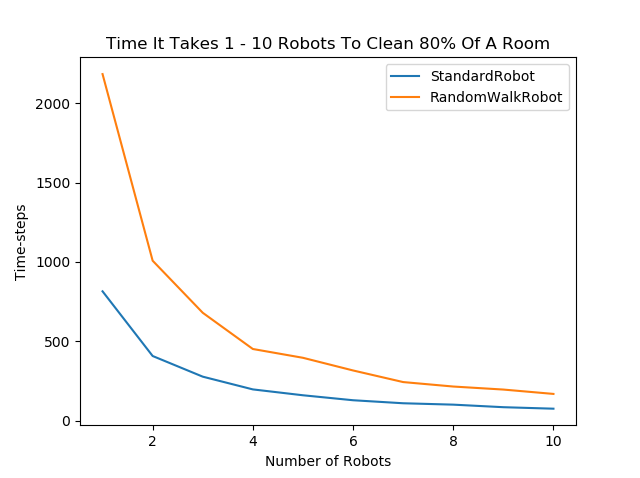 Time It Takes 1 - 10 Robots To Clean 80% Of A Room
StandardRobot
RandomWalkRobot
2000
1500
1000
500
0
Time-steps
2 4 6 8 10
Number of Robots